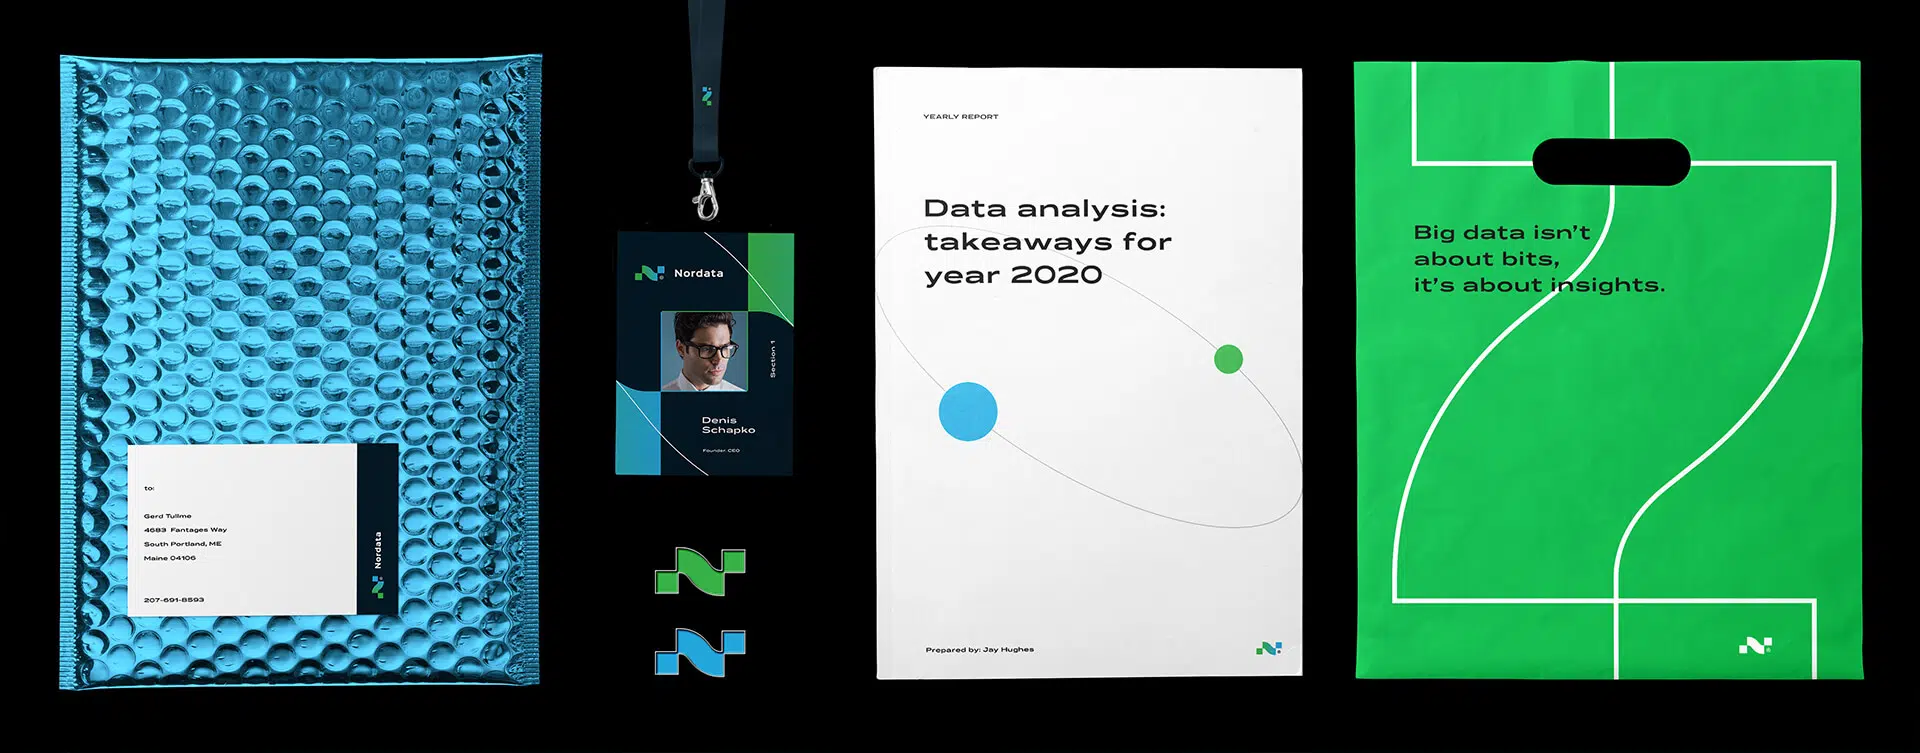 to:
Gerd Tullme
4683 Fantages Way
South Portland, ME
Maine 04106
207-691-8593
Nordata
Nordata
Section 1
Denis
Schapko
Founder. CEO
YEARLY REPORT
Data analysis:
takeaways for
year 2020
Prepared by: Jay Hughes
Big data isn't
about bits,
it's about insights.